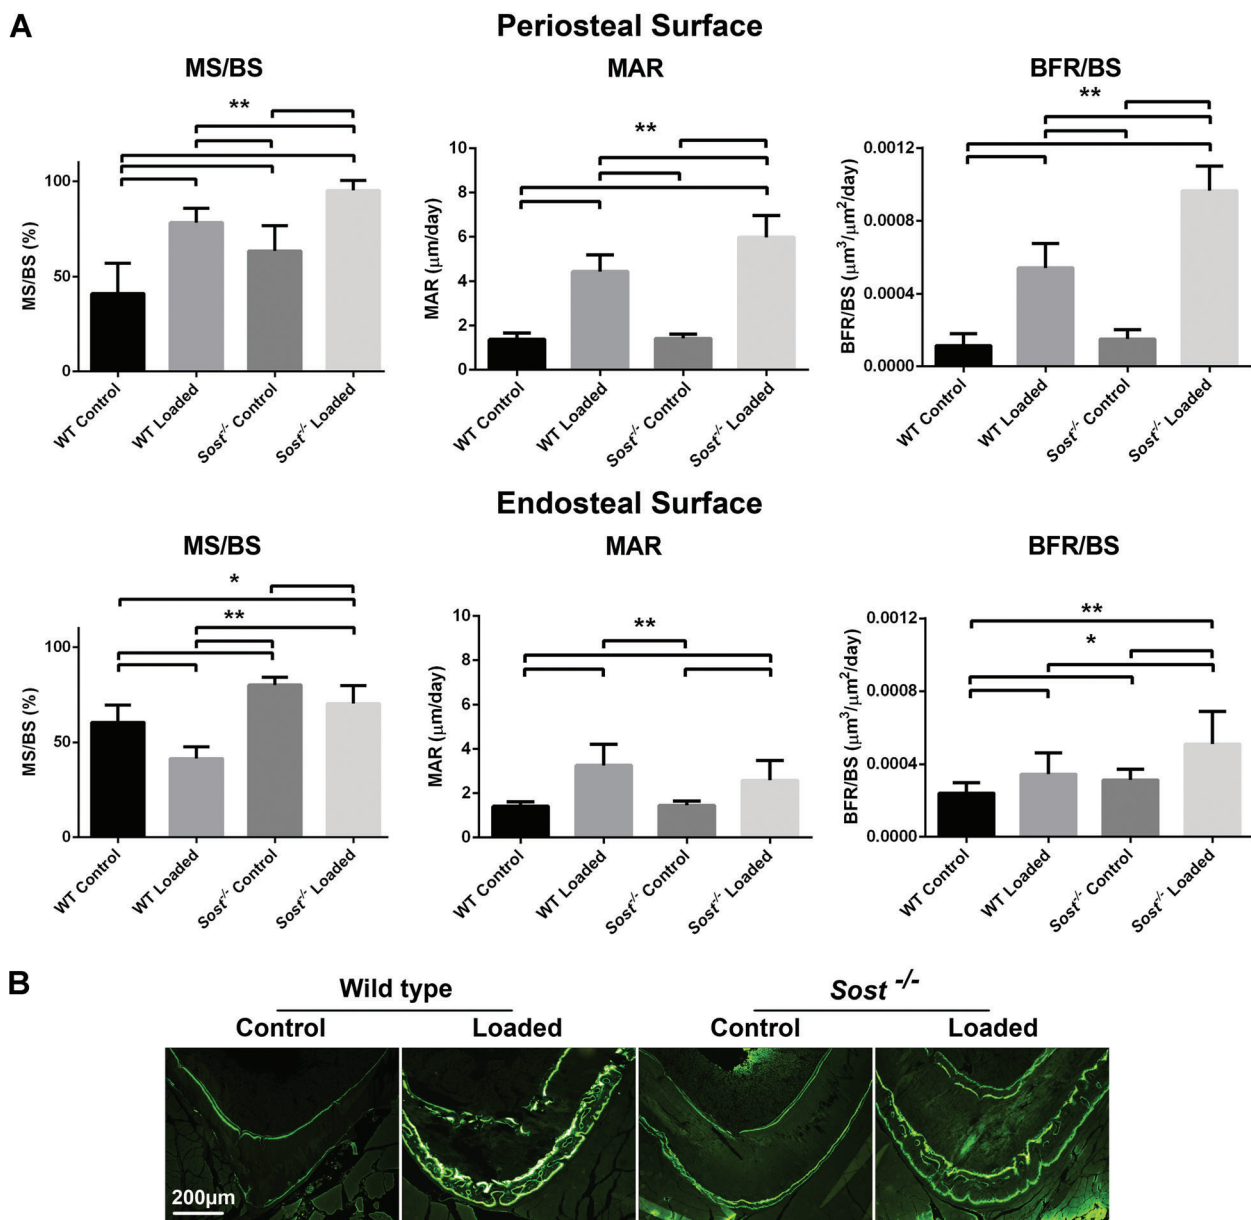 A
Periosteal Surface
MS/BS
MAR
BFR/BS
**
**
**
MS/BS (%)
100
50
0
WT Control
WT Loaded
Sost-/- Control
Sost-/- Loaded
MAR (μm/day)
10
8
6
4
2
0
WT Control
WT Loaded
Sost-/- Control
Sost-/- Loaded
BFR/BS (μm3/μm2/day)
0.0012
0.0008
0.0004
0.0000
WT Control
WT Loaded
Sost-/- Control
Sost-/- Loaded
Endosteal Surface
MS/BS
MAR
BFR/BS
*
**
**
**
*
MS/BS (%)
100
50
0
WT Control
WT Loaded
Sost-/- Control
Sost-/- Loaded
MAR (μm/day)
10
8
6
4
2
0
WT Control
WT Loaded
Sost-/- Control
Sost-/- Loaded
BFR/BS (μm3/μm2/day)
0.0012
0.0008
0.0004
0.0000
WT Control
WT Loaded
Sost-/- Control
Sost-/- Loaded
B
Wild type
Sost -/-
Control
Loaded
Control
Loaded
200μm